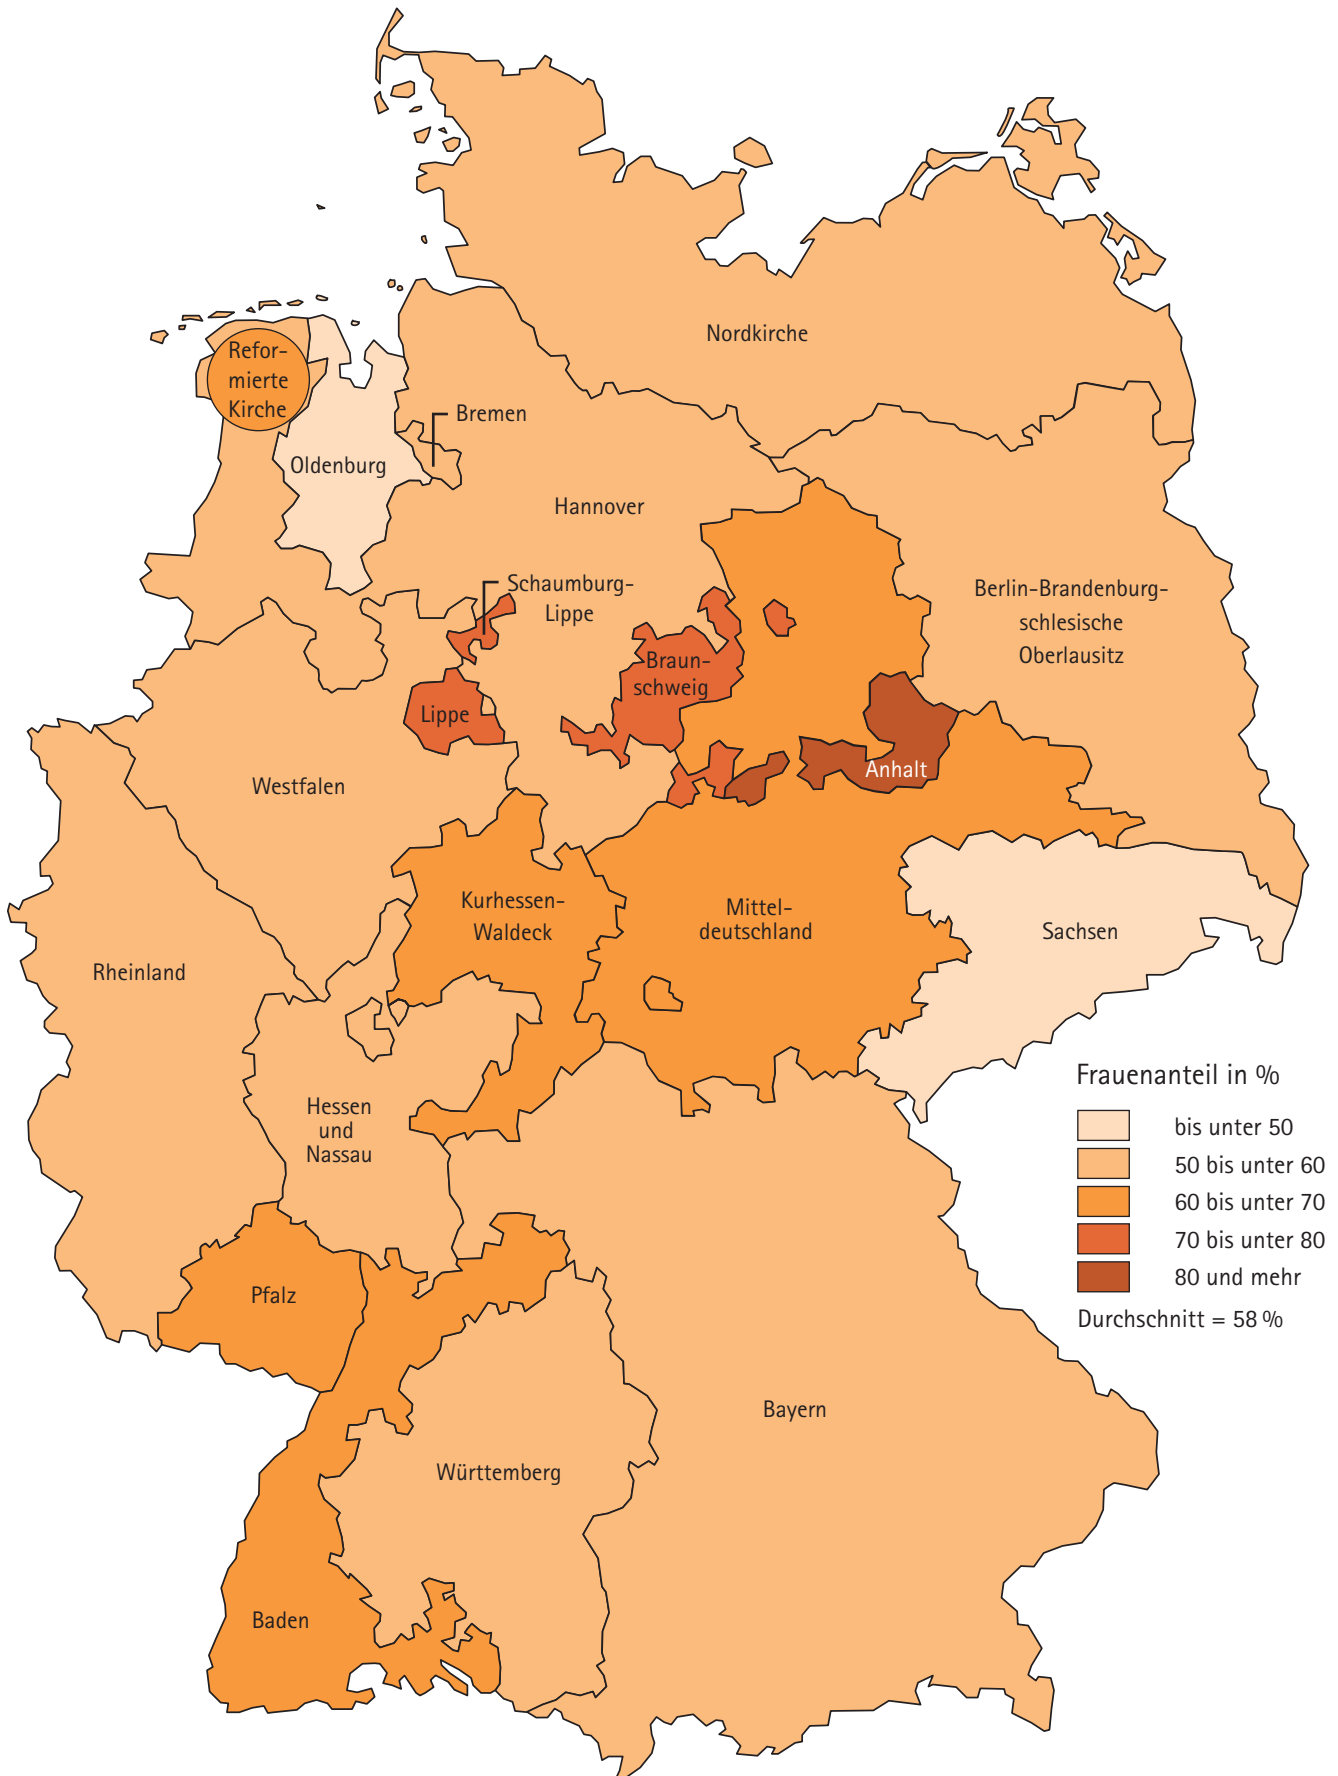 Nordkirche
Refor-
mierte
Kirche
Bremen
Oldenburg
Hannover
Schaumburg-
Lippe
Berlin-Brandenburg-
schlesische
Oberlausitz
Braun-
schweig
Lippe
Anhalt
Westfalen
Kurhessen-
Waldeck
Mittel-
deutschland
Sachsen
Rheinland
Hessen
und
Nassau
Pfalz
Bayern
Württemberg
Baden
Frauenanteil in %
bis unter 50
50 bis unter 60
60 bis unter 70
70 bis unter 80
80 und mehr
Durchschnitt = 58 %